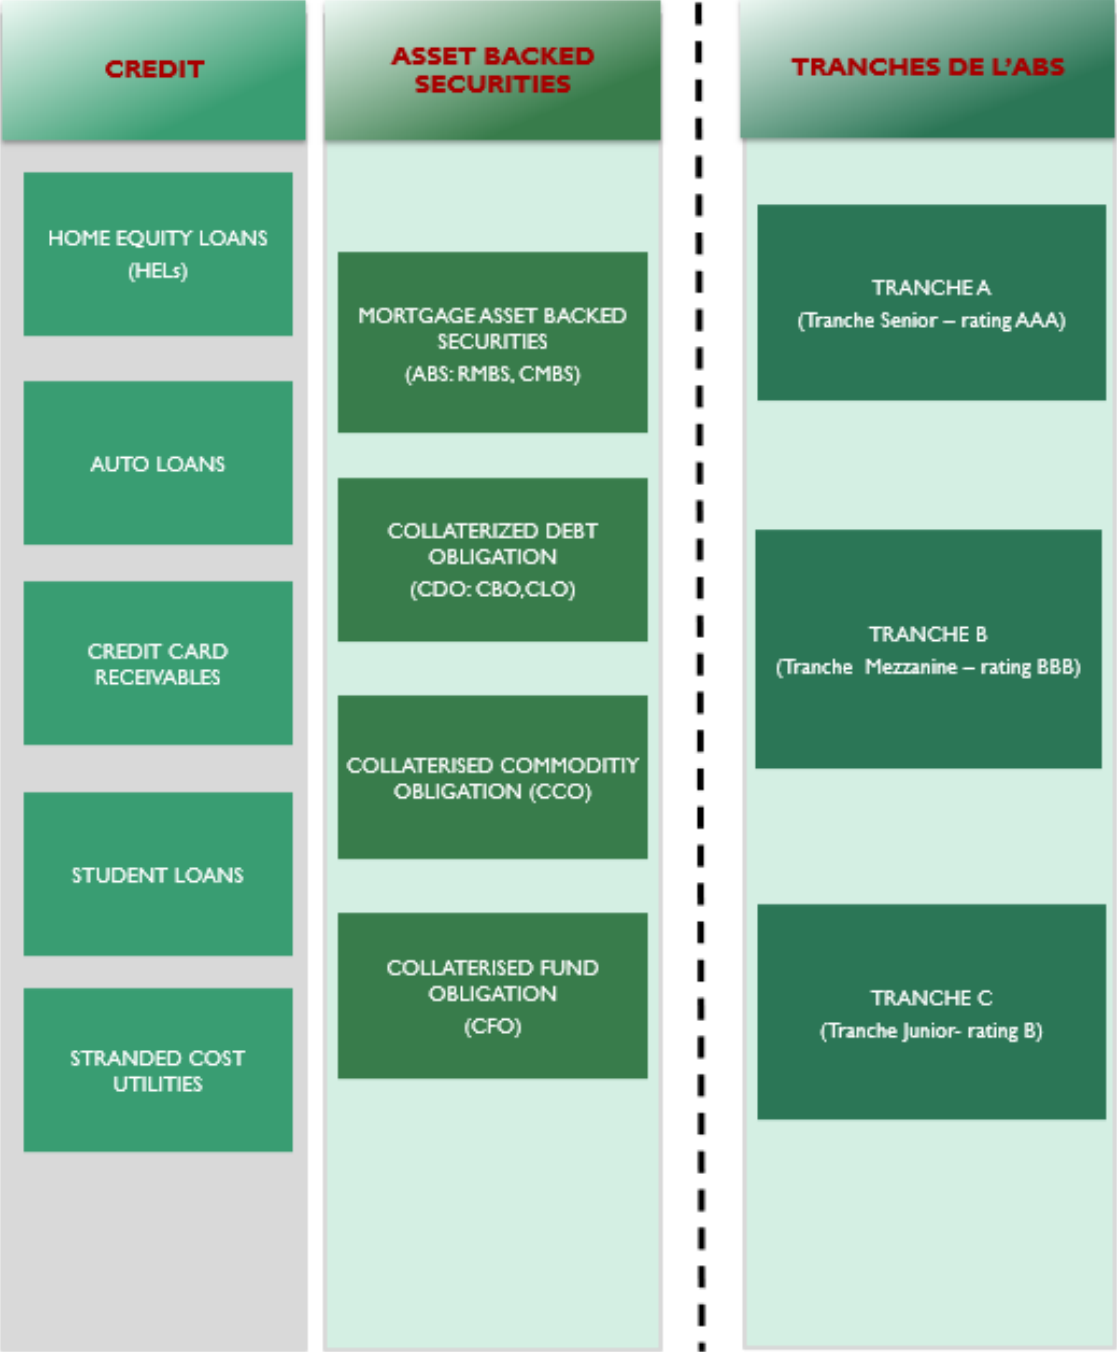 CREDIT
HOME EQUITY LOANS
(HELs)
AUTO LOANS
CREDIT CARD
RECEIVABLES
STUDENT LOANS
STRANDED COST
UTILITIES
ASSET BACKED
SECURITIES
MORTGAGE ASSET BACKED
SECURITIES
(ABS: RMBS, CMBS)
COLLATERIZED DEBT
OBLIGATION
(CDO: CBO,CLO)
COLLATERISED COMMODITIY
OBLIGATION (CCO)
COLLATERISED FUND
OBLIGATION
(CFO)
TRANCHES DE L'ABS
TRANCHE A
(Tranche Senior – rating AAA)
TRANCHE B
(Tranche Mezzanine – rating BBB)
TRANCHE C
(Tranche Junior- rating B)